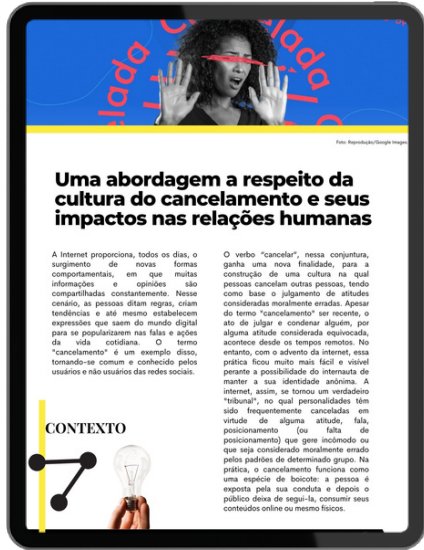 Cancelada
Foto: Reprodução/Google Images
Uma abordagem a respeito da
cultura do cancelamento e seus
impactos nas relações humanas
A Internet proporciona, todos os dias, o
surgimento de novas formas
comportamentais, em que muitas
informações e opiniões são
compartilhadas constantemente. Nesse
cenário, as pessoas ditam regras, criam
tendências e até mesmo estabelecem
expressões que saem do mundo digital
para se popularizarem nas falas e ações
da vida cotidiana. O termo
"cancelamento" é um exemplo disso,
tornando-se comum e conhecido pelos
usuários e não usuários das redes sociais.
O verbo "cancelar", nessa conjuntura,
ganha uma nova finalidade, para a
construção de uma cultura na qual
pessoas cancelam outras pessoas, tendo
como base o julgamento de atitudes
consideradas moralmente erradas. Apesar
do termo "cancelamento" ser recente, o
ato de julgar e condenar alguém, por
alguma atitude considerada equivocada,
acontece desde os tempos remotos. No
entanto, com o advento da internet, essa
prática ficou muito mais fácil e visível
perante a possibilidade do internauta de
manter a sua identidade anônima. A
internet, assim, se tornou um verdadeiro
"tribunal", no qual personalidades têm
sido frequentemente canceladas em
virtude de alguma atitude, fala,
posicionamento (ou falta de
posicionamento) que gere incômodo ou
que seja considerado moralmente errado
pelos padrões de determinado grupo. Na
prática, o cancelamento funciona como
uma espécie de boicote: a pessoa é
exposta pela sua conduta e depois o
público deixa de segui-la, consumir seus
conteúdos online ou mesmo físicos.
CONTEXTO